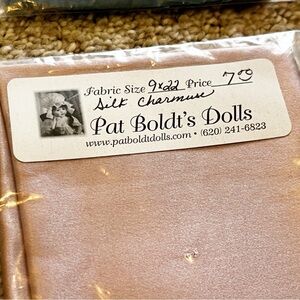 Fabric Size 9x22 Price 7.00
Silk Charmuse
Pat Boldt's Dolls
www.patboldtdolls.com • (620) 241-6823